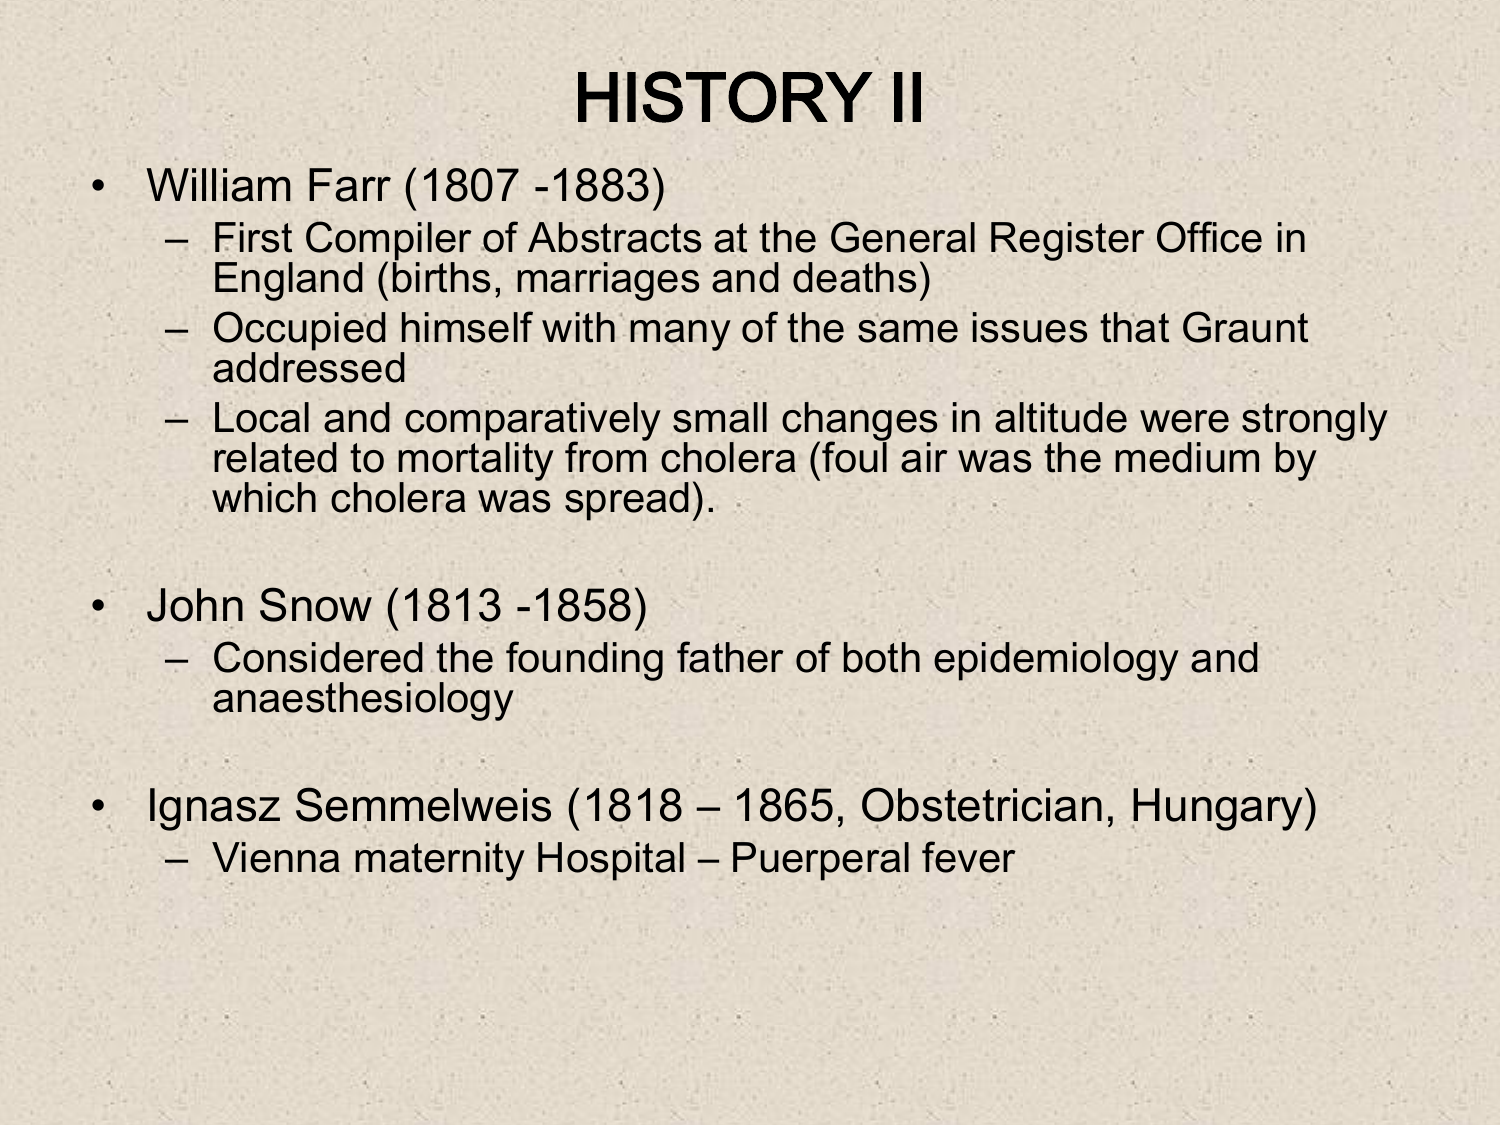 HISTORY II
• William Farr (1807 -1883)
– First Compiler of Abstracts at the General Register Office in
England (births, marriages and deaths)
– Occupied himself with many of the same issues that Graunt
addressed
– Local and comparatively small changes in altitude were strongly
related to mortality from cholera (foul air was the medium by
which cholera was spread).
• John Snow (1813 -1858)
– Considered the founding father of both epidemiology and
anaesthesiology
• Ignasz Semmelweis (1818 – 1865, Obstetrician, Hungary)
– Vienna maternity Hospital – Puerperal fever